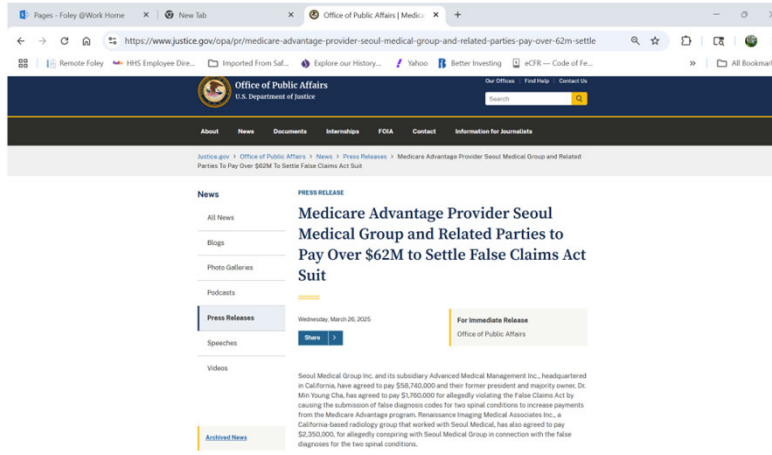 Pages - Foley @Work Home
New Tab
Office of Public Affairs | Medica
https://www.justice.gov/opa/pr/medicare-advantage-provider-seoul-medical-group-and-related-parties-pay-over-62m-settle
Remote Foley
HHS Employee Dire...
Imported From Saf...
Explore our History...
Yahoo
Better Investing
eCFR — Code of Fe...
All Bookmar
Office of Public Affairs
U.S. Department of Justice
Our Offices | Find Help | Contact Us
Search
About News Documents Internships FOIA Contact Information for Journalists
Justice.gov > Office of Public Affairs > News > Press Releases > Medicare Advantage Provider Seoul Medical Group and Related
Parties To Pay Over $62M To Settle False Claims Act Suit
News
All News
Blogs
Photo Galleries
Podcasts
Press Releases
Speeches
Videos
Archived News
PRESS RELEASE
Medicare Advantage Provider Seoul
Medical Group and Related Parties to
Pay Over $62M to Settle False Claims Act
Suit
Wednesday, March 26, 2025
Share >
For Immediate Release
Office of Public Affairs
Seoul Medical Group Inc. and its subsidiary Advanced Medical Management Inc., headquartered
in California, have agreed to pay $58,740,000 and their former president and majority owner, Dr.
Min Young Cha, has agreed to pay $1,760,000 for allegedly violating the False Claims Act by
causing the submission of false diagnosis codes for two spinal conditions to increase payments
from the Medicare Advantage program. Renaissance Imaging Medical Associates Inc., a
California-based radiology group that worked with Seoul Medical, has also agreed to pay
$2,350,000, for allegedly conspiring with Seoul Medical Group in connection with the false
diagnoses for the two spinal conditions.